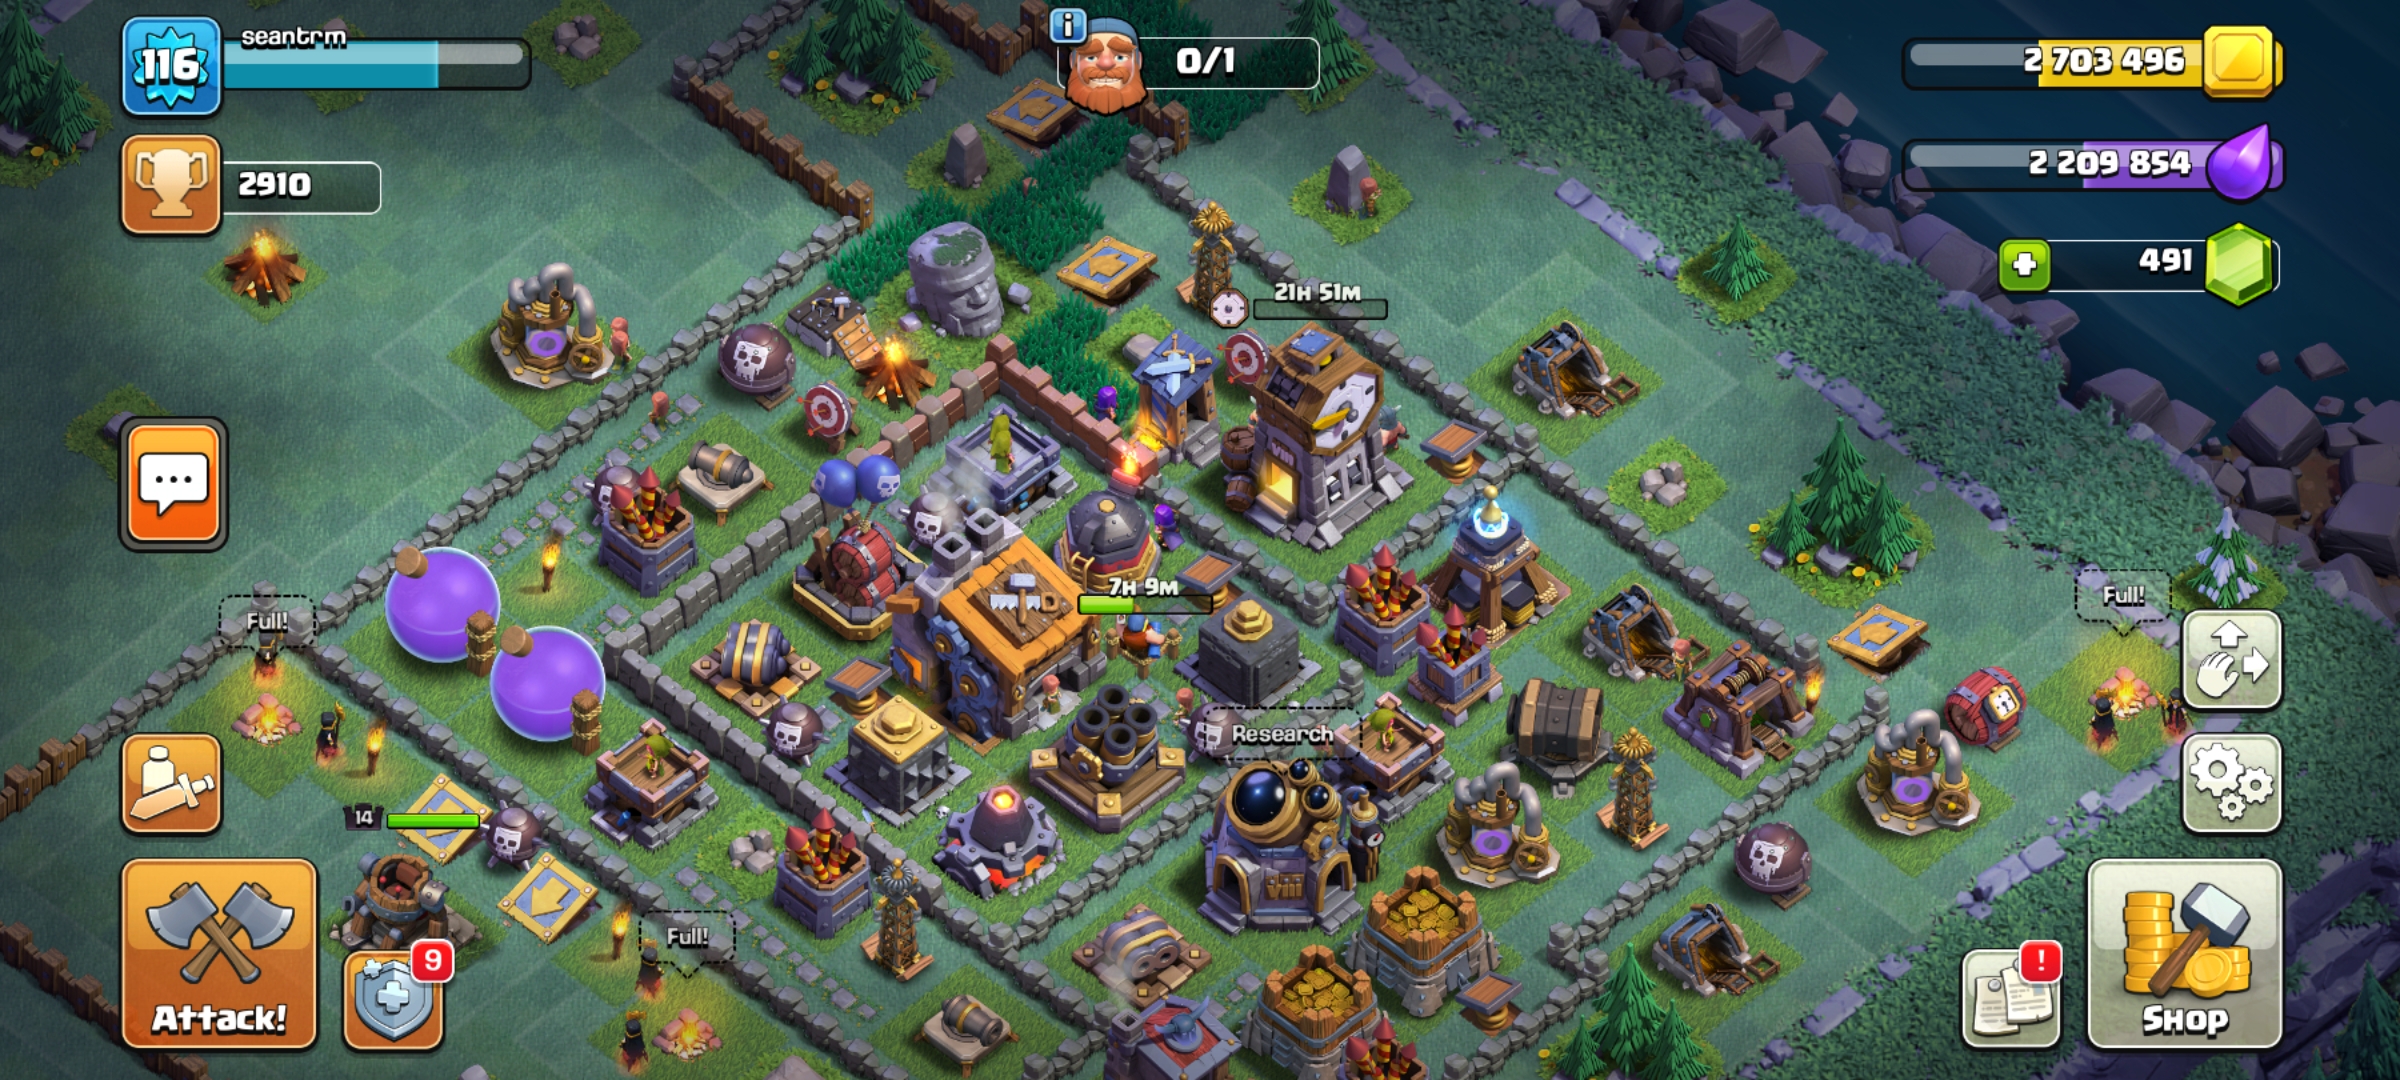 116
seantrm
i
0/1
2 703 496
2910
2 209 854
491
21H 51M
VIII
Full!
7H 9M
Full!
Research
14
Full!
9
!
Attack!
Shop